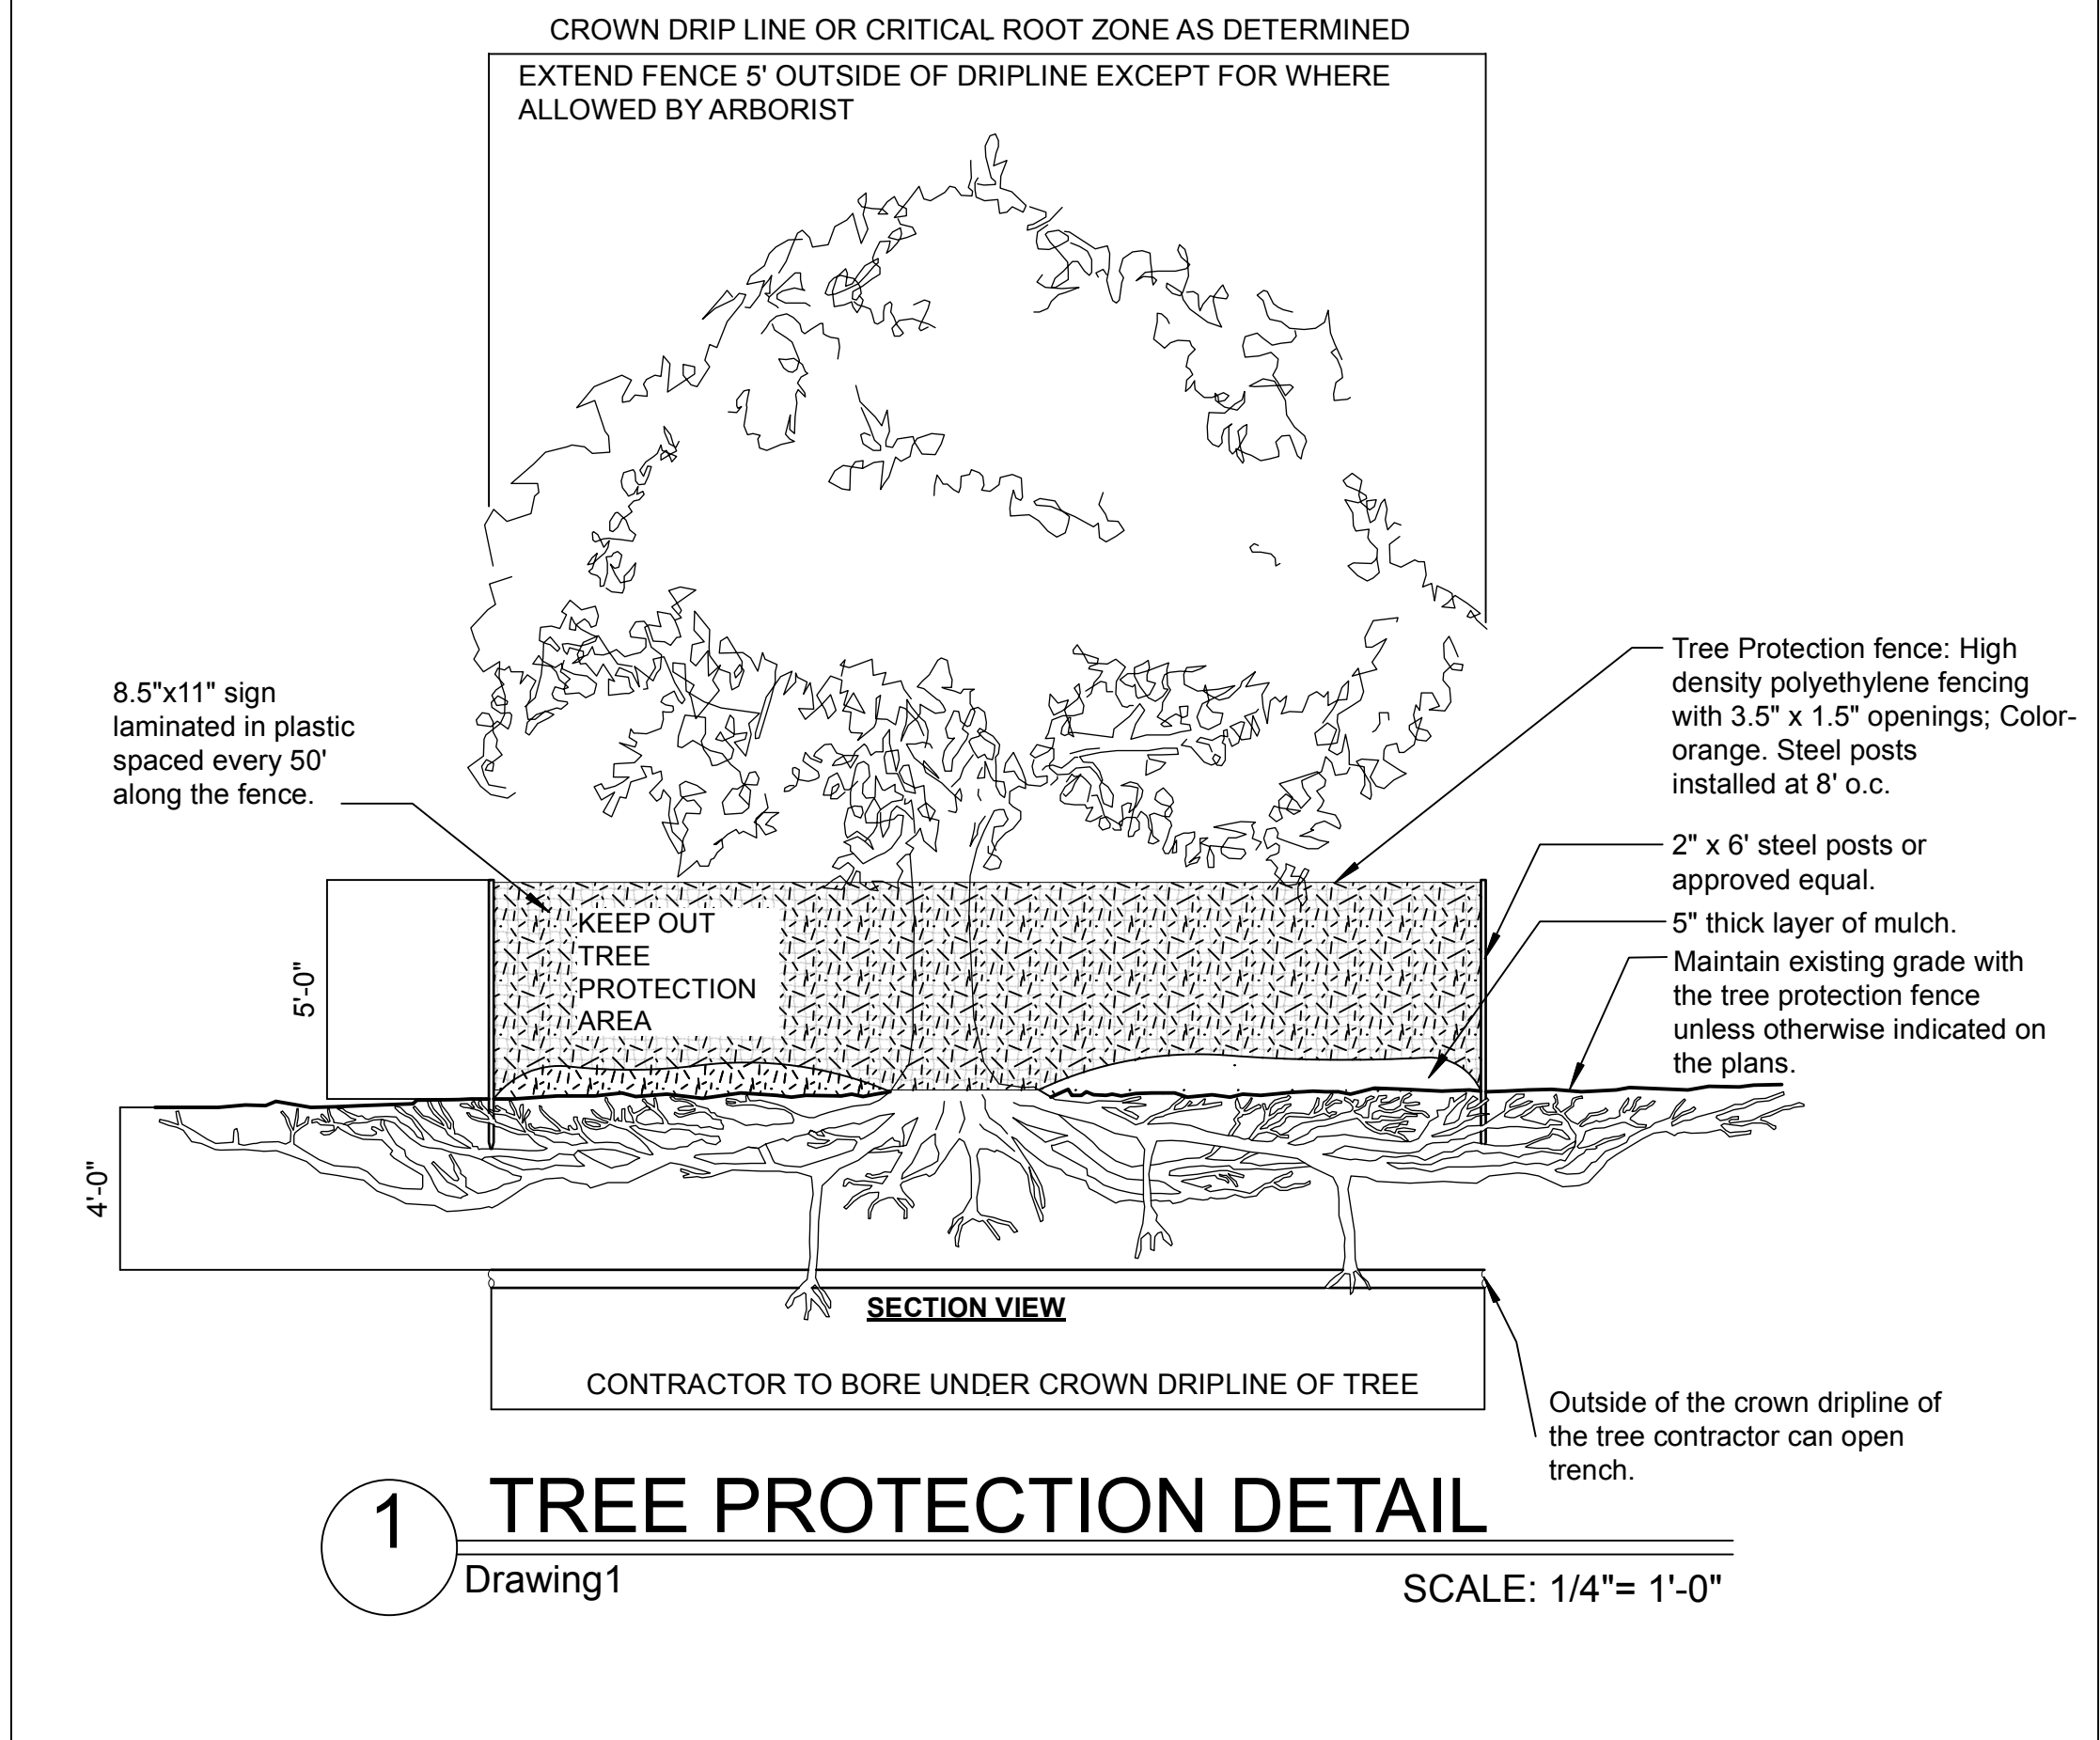 CROWN DRIP LINE OR CRITICAL ROOT ZONE AS DETERMINED
EXTEND FENCE 5' OUTSIDE OF DRIPLINE EXCEPT FOR WHERE
ALLOWED BY ARBORIST
8.5"x11" sign
laminated in plastic
spaced every 50'
along the fence.
Tree Protection fence: High
density polyethylene fencing
with 3.5" x 1.5" openings; Color-
orange. Steel posts
installed at 8' o.c.
2" x 6' steel posts or
approved equal.
5" thick layer of mulch.
Maintain existing grade with
the tree protection fence
unless otherwise indicated on
the plans.
KEEP OUT
TREE
PROTECTION
AREA
5'-0"
4'-0"
SECTION VIEW
CONTRACTOR TO BORE UNDER CROWN DRIPLINE OF TREE
Outside of the crown dripline of
the tree contractor can open
trench.
1
TREE PROTECTION DETAIL
Drawing1
SCALE: 1/4"= 1'-0"